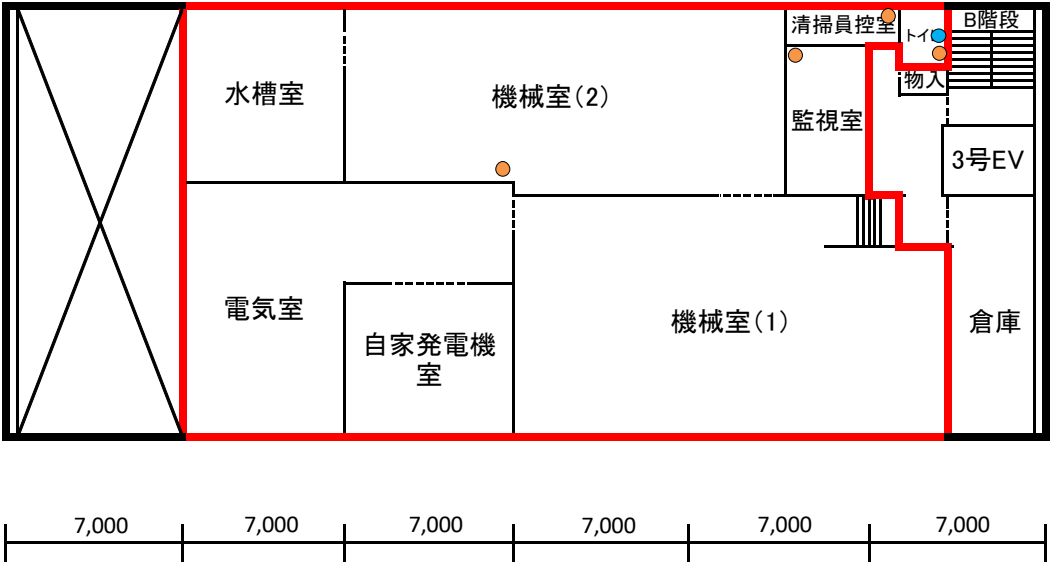 清掃員控室
B階段
トイレ
水槽室
機械室(2)
物入
監視室
3号EV
電気室
自家発電機
室
機械室(1)
倉庫
7,000
7,000
7,000
7,000
7,000
7,000